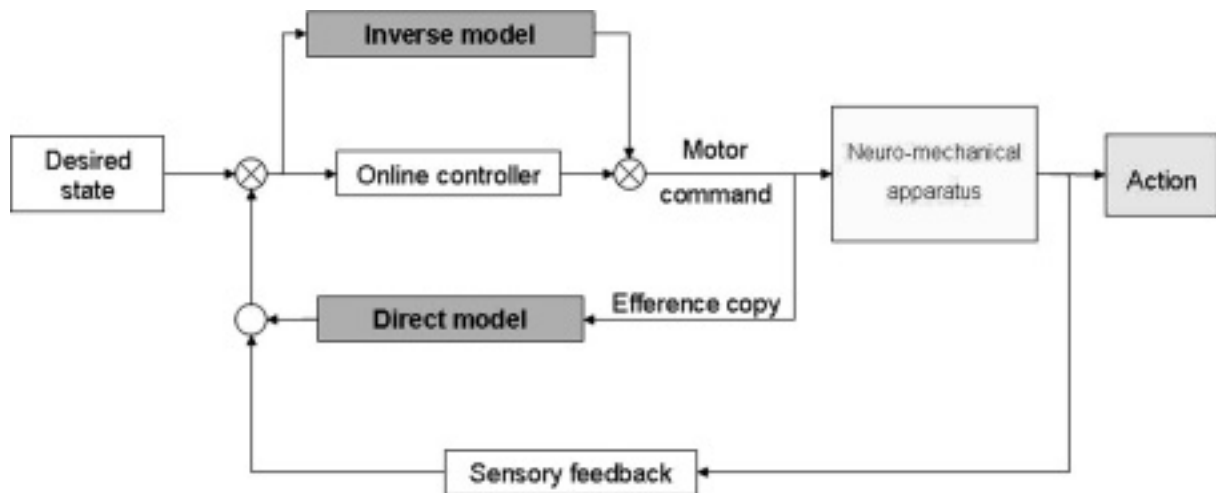 Inverse model
Desired
state
Online controller
Motor
command
Neuro-mechanical
apparatus
Action
Direct model
Efference copy
Sensory feedback